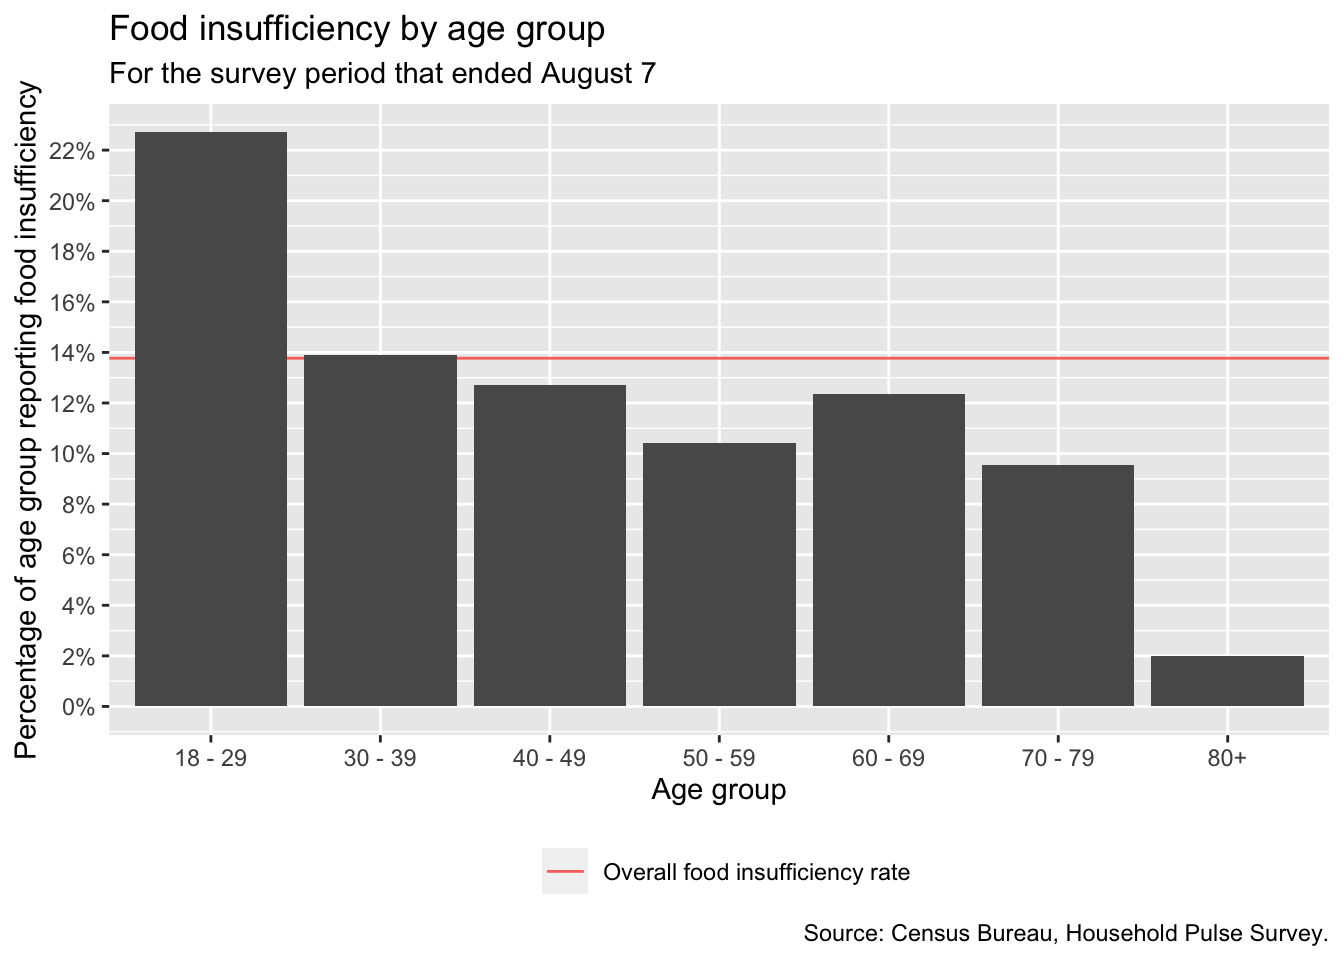 Food insufficiency by age group
For the survey period that ended August 7
Percentage of age group reporting food insufficiency
22%
20%
18%
16%
14%
12%
10%
8%
6%
4%
2%
0%
18 - 29
30 - 39
40 - 49
50 - 59
60 - 69
70 - 79
80+
Age group
Overall food insufficiency rate
Source: Census Bureau, Household Pulse Survey.